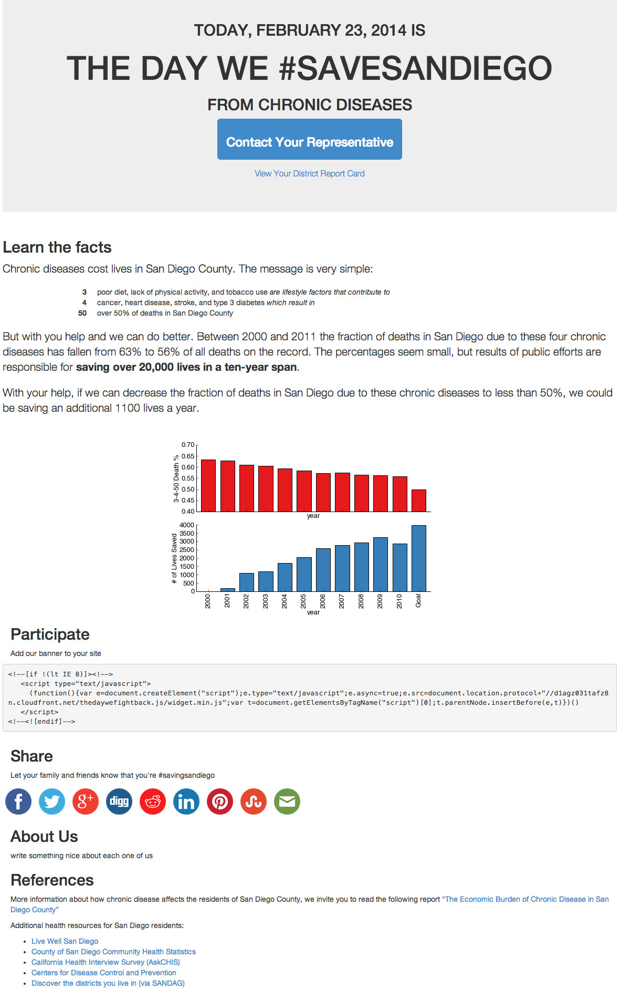 TODAY, FEBRUARY 23, 2014 IS
THE DAY WE #SAVESANDIEGO
FROM CHRONIC DISEASES
Contact Your Representative
View Your District Report Card
Learn the facts
Chronic diseases cost lives in San Diego County. The message is very simple:
3 poor diet, lack of physical activity, and tobacco use are lifestyle factors that contribute to
4 cancer, heart disease, stroke, and type 3 diabetes which result in
50 over 50% of deaths in San Diego County
But with you help and we can do better. Between 2000 and 2011 the fraction of deaths in San Diego due to these four chronic
diseases has fallen from 63% to 56% of all deaths on the record. The percentages seem small, but results of public efforts are
responsible for saving over 20,000 lives in a ten-year span.
With your help, if we can decrease the fraction of deaths in San Diego due to these chronic diseases to less than 50%, we could
be saving an additional 1100 lives a year.
3-4-50 Death %
0.70
0.65
0.60
0.55
0.50
0.45
0.40
year
# of Lives Saved
4000
3500
3000
2500
2000
1500
1000
500
0
2000 2001 2002 2003 2004 2005 2006 2007 2008 2009 2010 Goal
year
Participate
Add our banner to your site
<!--[if !(lt IE 8)]><!-->
<script type="text/javascript">
(function(){var e=document.createElement("script");e.type="text/javascript";e.async=true;e.src=document.location.protocol+"//d1agz031tafz8
n.cloudfront.net/thedaywefightback.js/widget.min.js";var t=document.getElementsByTagName("script")[0];t.parentNode.insertBefore(e,t)})()
</script>
<!--<![endif]-->
Share
Let your family and friends know that you're #savingsandiego
f
g+
digg
in
About Us
write something nice about each one of us
References
More information about how chronic disease affects the residents of San Diego County, we invite you to read the following report “The Economic Burden of Chronic Disease in San
Diego County”
Additional health resources for San Diego residents:
• Live Well San Diego
• County of San Diego Community Health Statistics
• California Health Interview Survey (AskCHIS)
• Centers for Disease Control and Prevention
• Discover the districts you live in (via SANDAG)